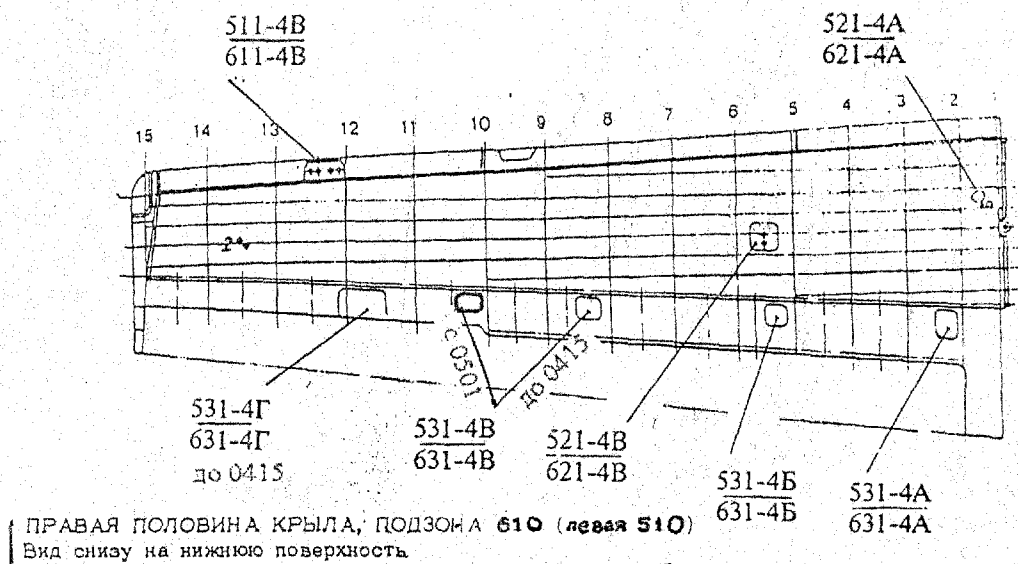 511-4В
611-4В
521-4А
621-4А
15 14 13 12 11 10 9 8 7 6 5 4 3 2
с 0501
до 0415
531-4Г
631-4Г
до 0415
531-4В
631-4В
521-4В
621-4В
531-4Б
631-4Б
531-4А
631-4А
ПРАВАЯ ПОЛОВИНА КРЫЛА, ПОДЗОНА 610 (левая 510)
Вид снизу на нижнюю поверхность